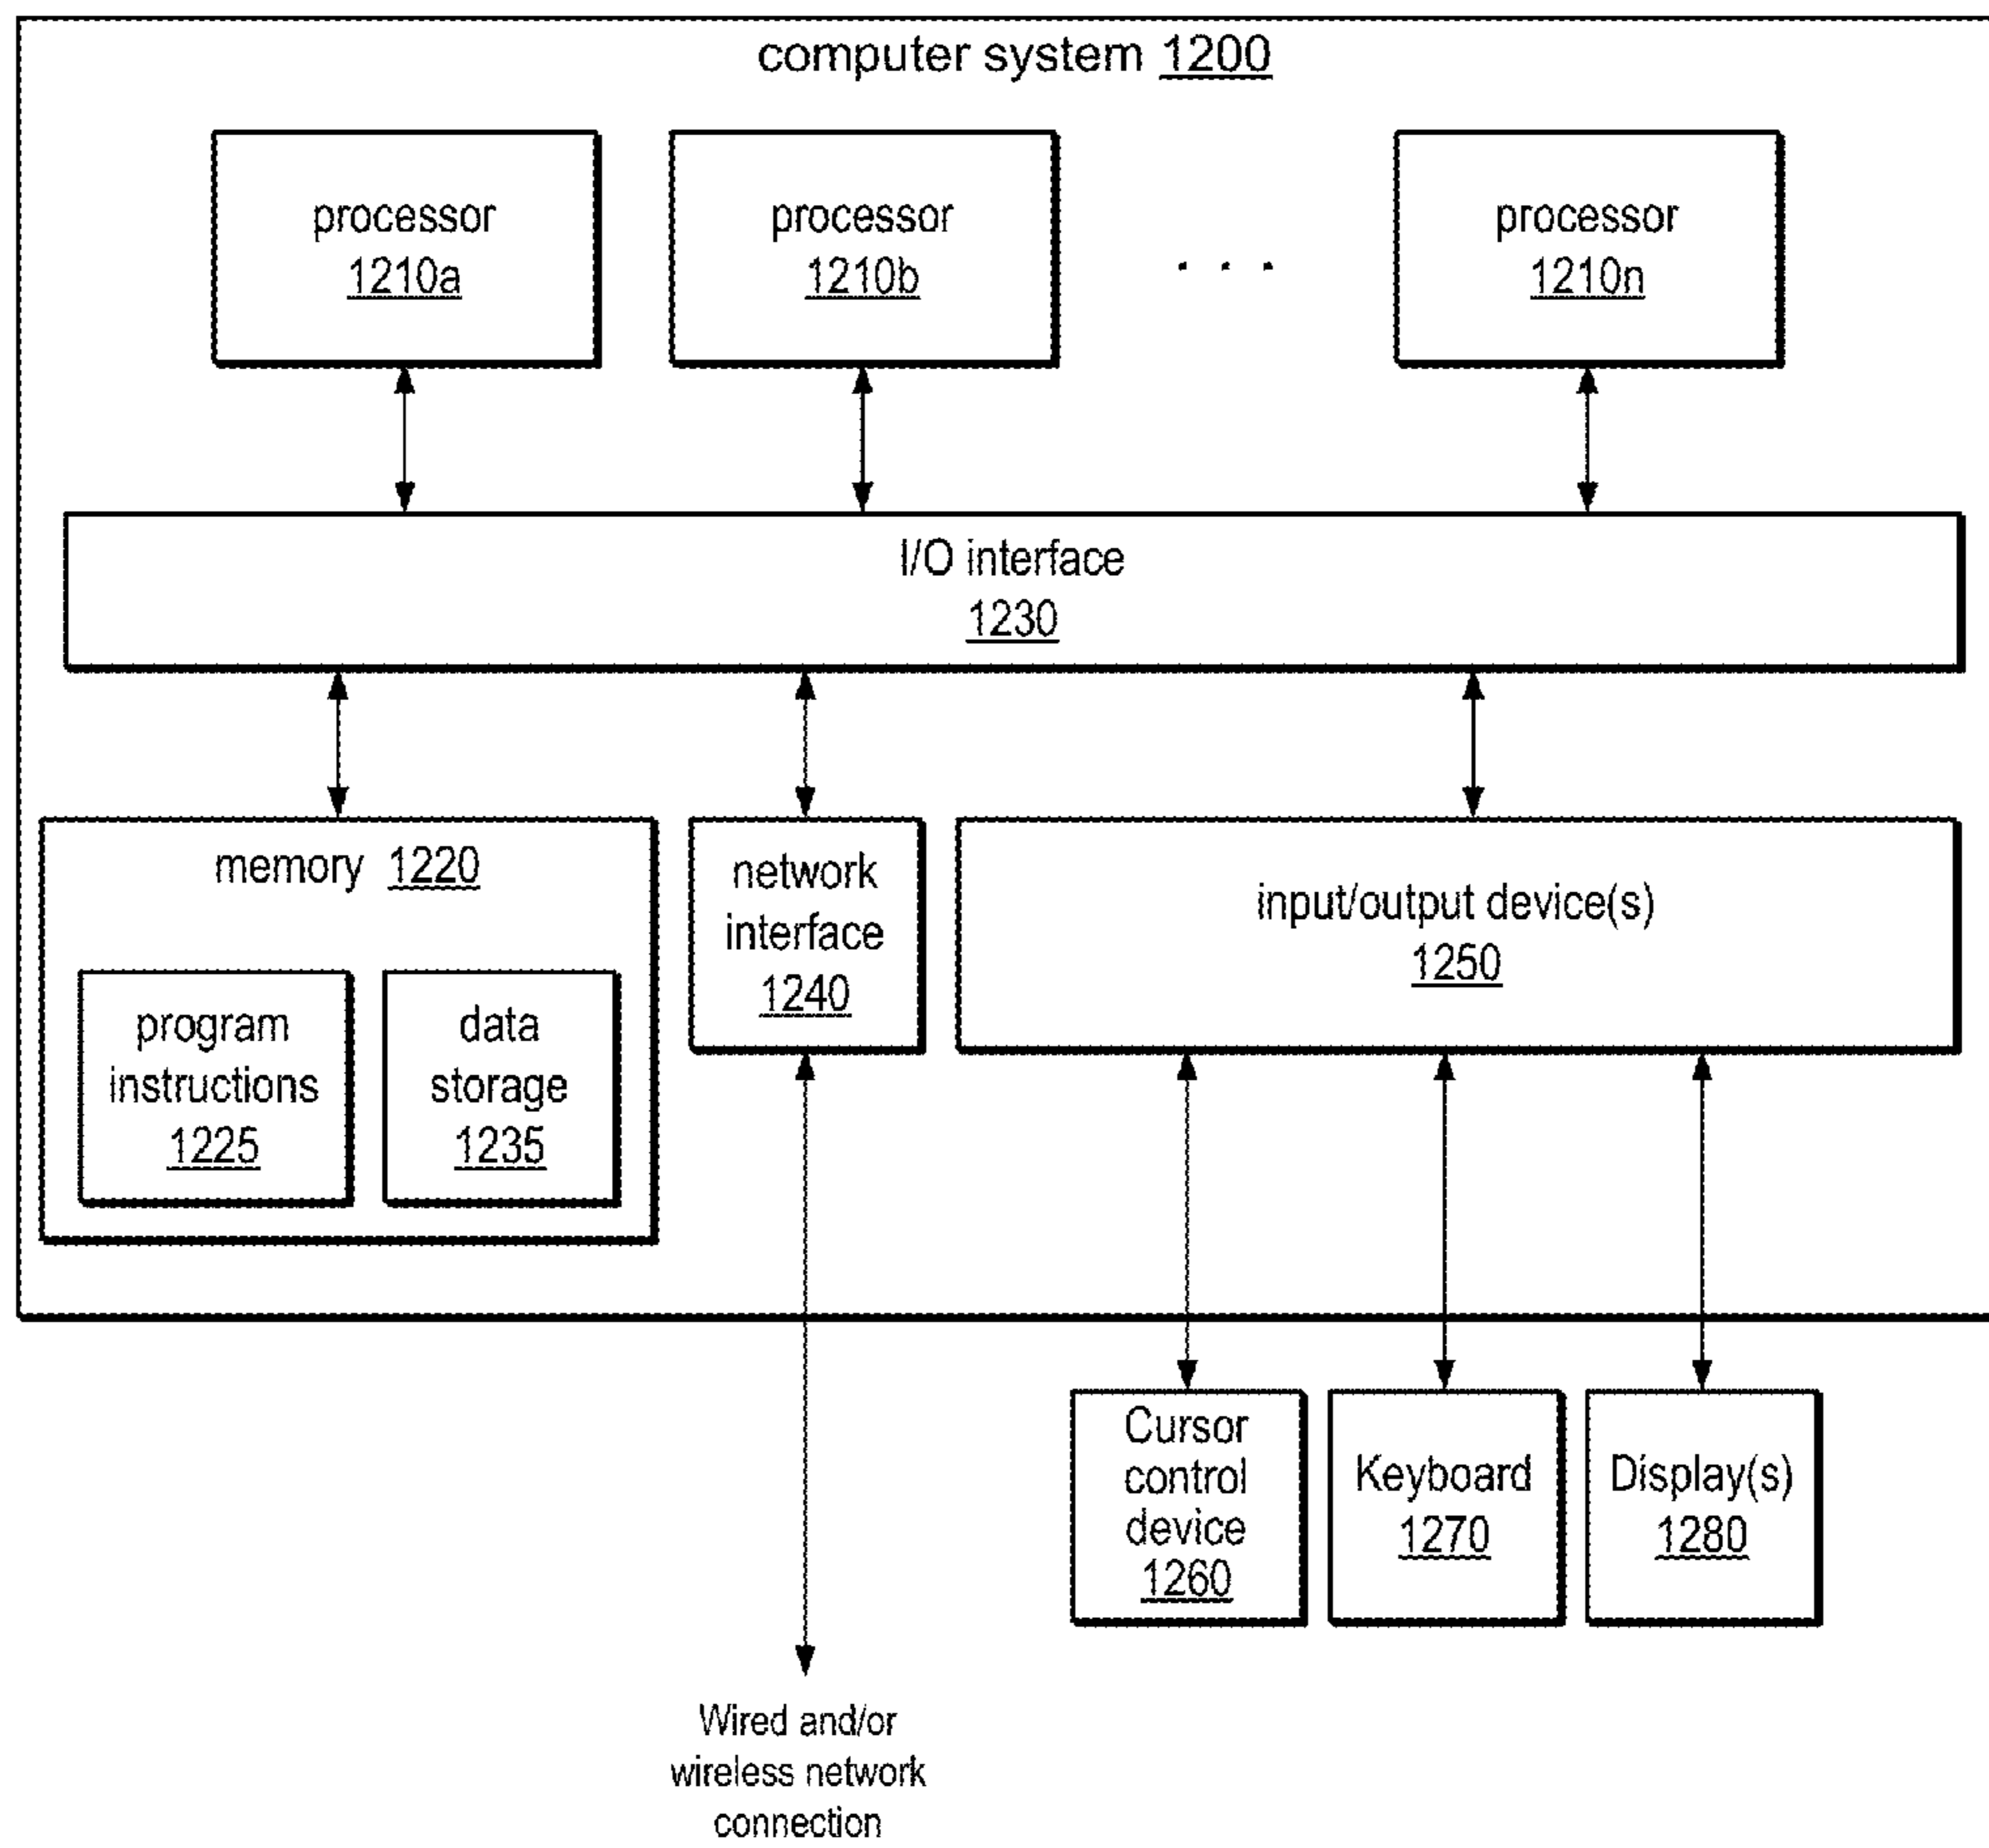 computer system 1200
processor
1210a
processor
1210b
. . .
processor
1210n
I/O interface
1230
memory 1220
program
instructions
1225
data
storage
1235
network
interface
1240
input/output device(s)
1250
Cursor
control
device
1260
Keyboard
1270
Display(s)
1280
Wired and/or
wireless network
connection